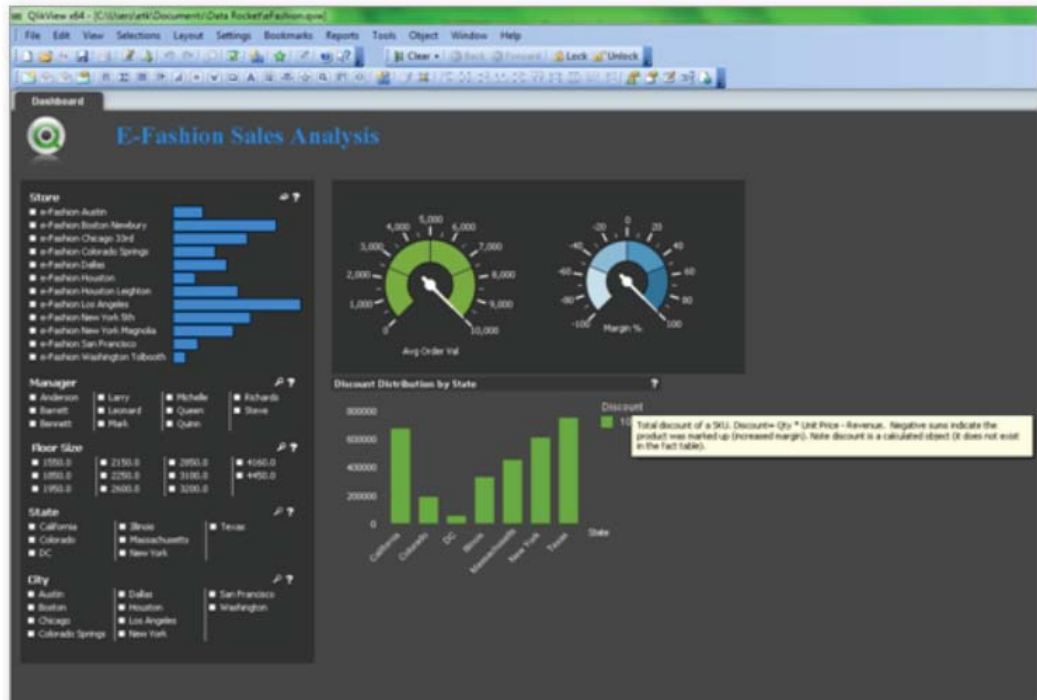 QlikView x64 - [C:\Users\etk\Documents\Data Rocket\eFashion.qvw]
File Edit View Selections Layout Settings Bookmarks Reports Tools Object Window Help
Clear Back Forward Lock Unlock
Dashboard
E-Fashion Sales Analysis
Store
e-Fashion Austin
e-Fashion Boston Newbury
e-Fashion Chicago 33rd
e-Fashion Colorado Springs
e-Fashion Dallas
e-Fashion Houston
e-Fashion Houston Leighton
e-Fashion Los Angeles
e-Fashion New York 5th
e-Fashion New York Magnolia
e-Fashion San Francisco
e-Fashion Washington Tolbooth
0 1,000 2,000 3,000 4,000 5,000 6,000 7,000 8,000 9,000 10,000
Avg Order Val
-100 -80 -60 -40 -20 0 20 40 60 80 100
Margin %
Manager
Anderson Larry Michelle Richards
Barrett Leonard Queen Steve
Bennett Mark Quinn
Floor Size
1550.0 2150.0 2850.0 4160.0
1850.0 2250.0 3100.0 4450.0
1950.0 2600.0 3200.0
State
California Illinois Texas
Colorado Massachusetts
DC New York
City
Austin Dallas San Francisco
Boston Houston Washington
Chicago Los Angeles
Colorado Springs New York
Discount Distribution by State ?
Discount
800000
600000
400000
200000
0
California Colorado DC Illinois Massachusetts New York Texas
State
Total discount of a SKU. Discount= Qty * Unit Price - Revenue. Negative sums indicate the
product was marked up (increased margin). Note discount is a calculated object (it does not exist
in the fact table).